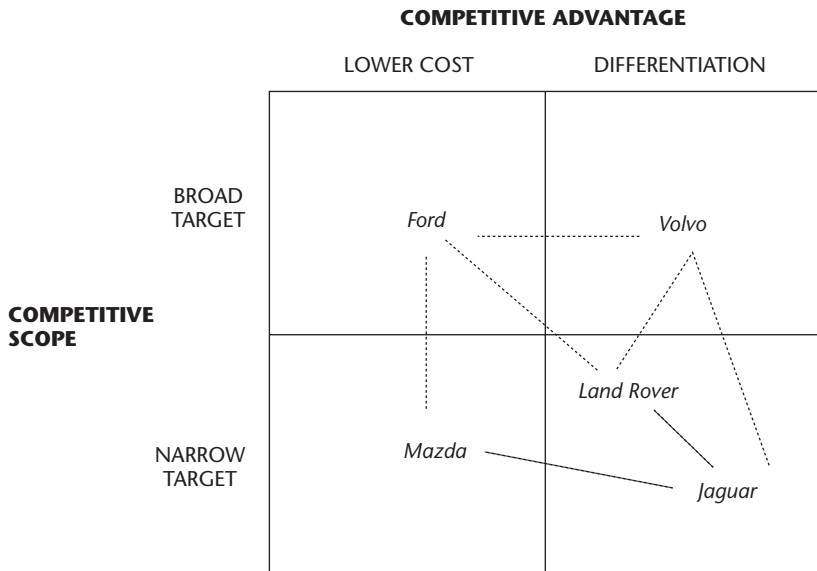 COMPETITIVE ADVANTAGE
LOWER COST
DIFFERENTIATION
BROAD
TARGET
Ford
Volvo
COMPETITIVE
SCOPE
Land Rover
NARROW
TARGET
Mazda
Jaguar